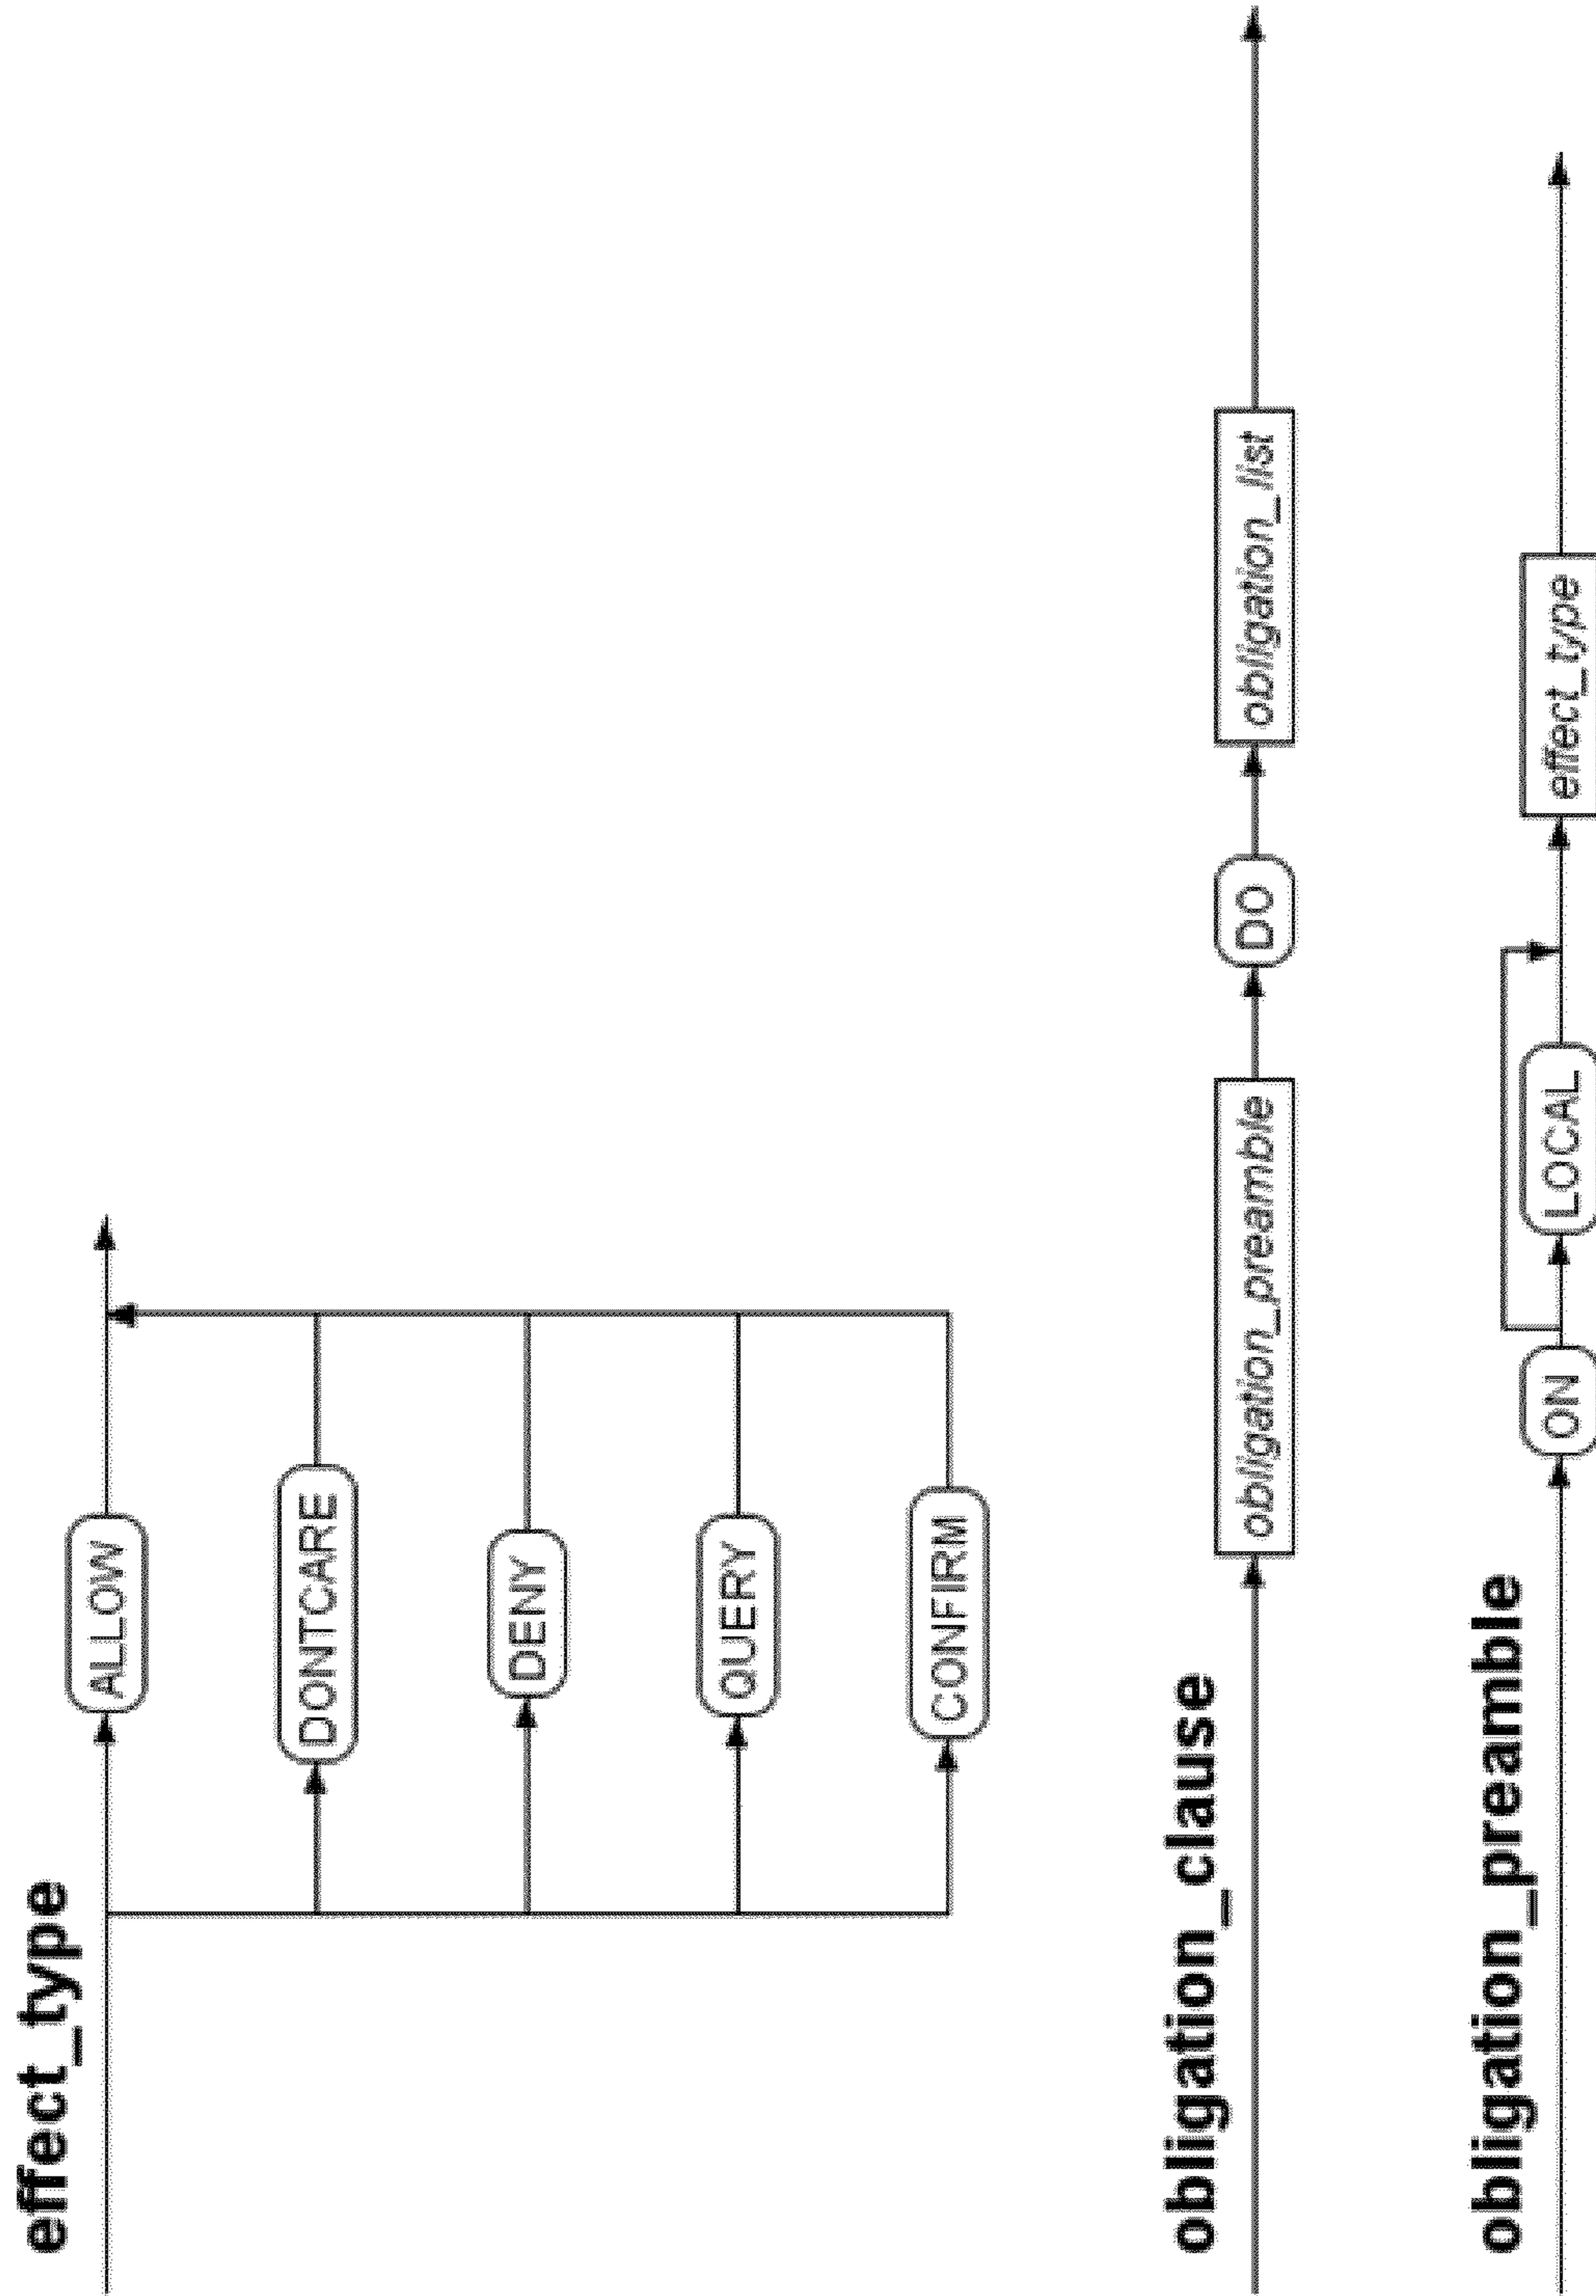 effect_type
ALLOW
DONTCARE
DENY
QUERY
CONFIRM
obligation_clause
obligation_preamble DO obligation_list
obligation_preamble
ON LOCAL effect_type